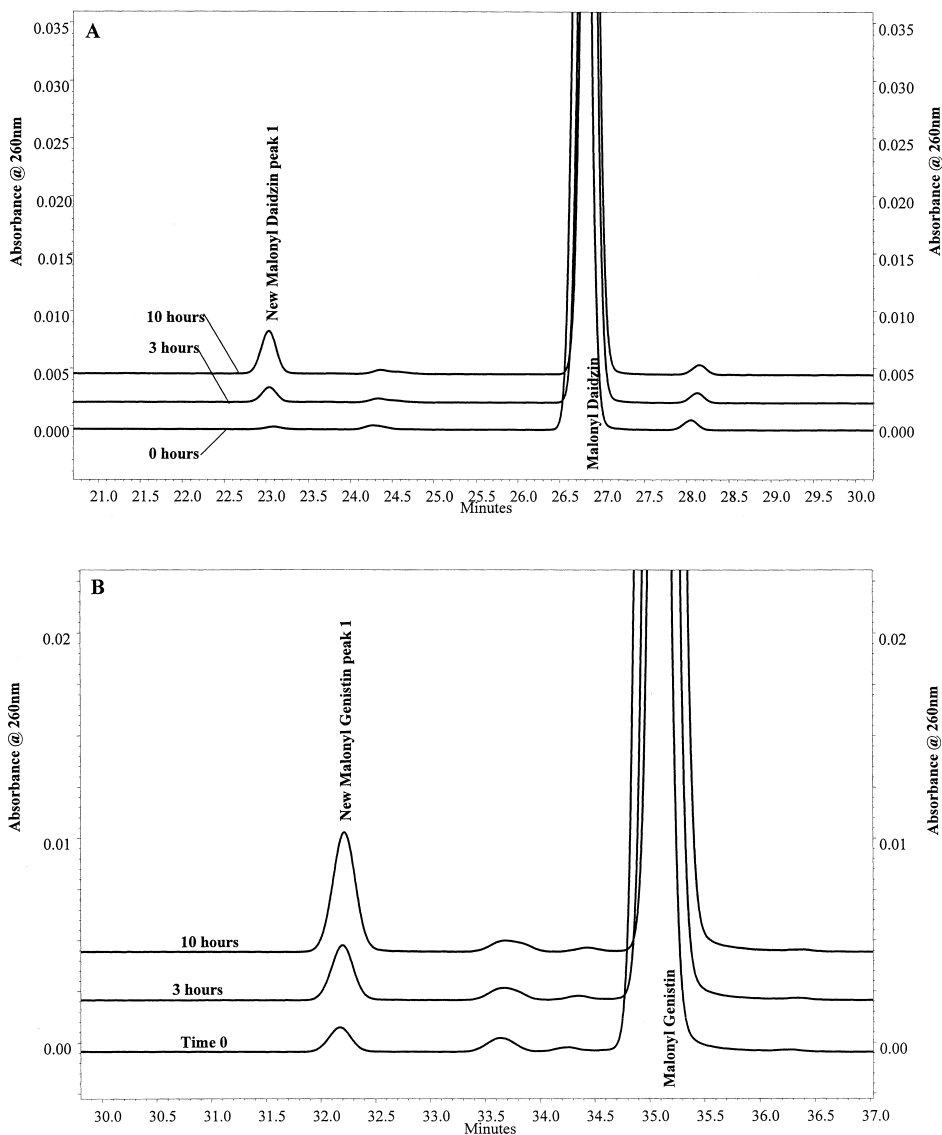 A
Absorbance @ 260nm
0.035
0.030
0.025
0.020
0.015
0.010
0.005
0.000
New Malonyl Daidzin peak 1
10 hours
3 hours
0 hours
Malonyl Daidzin
0.035
0.030
0.025
0.020
0.015
0.010
0.005
0.000
Absorbance @ 260nm
21.0 21.5 22.0 22.5 23.0 23.5 24.0 24.5 25.0 25.5 26.0 26.7 27.0 27.5 28.0 28.5 29.0 29.5 30.0
Minutes
B
Absorbance @ 260nm
0.02
0.01
0.00
New Malonyl Genistin peak 1
10 hours
3 hours
Time 0
Malonyl Genistin
0.02
0.01
0.00
Absorbance @ 260nm
30.0 30.5 31.0 31.5 32.0 32.5 33.0 33.5 34.0 34.5 35.0 35.5 36.0 36.5 37.0
Minutes